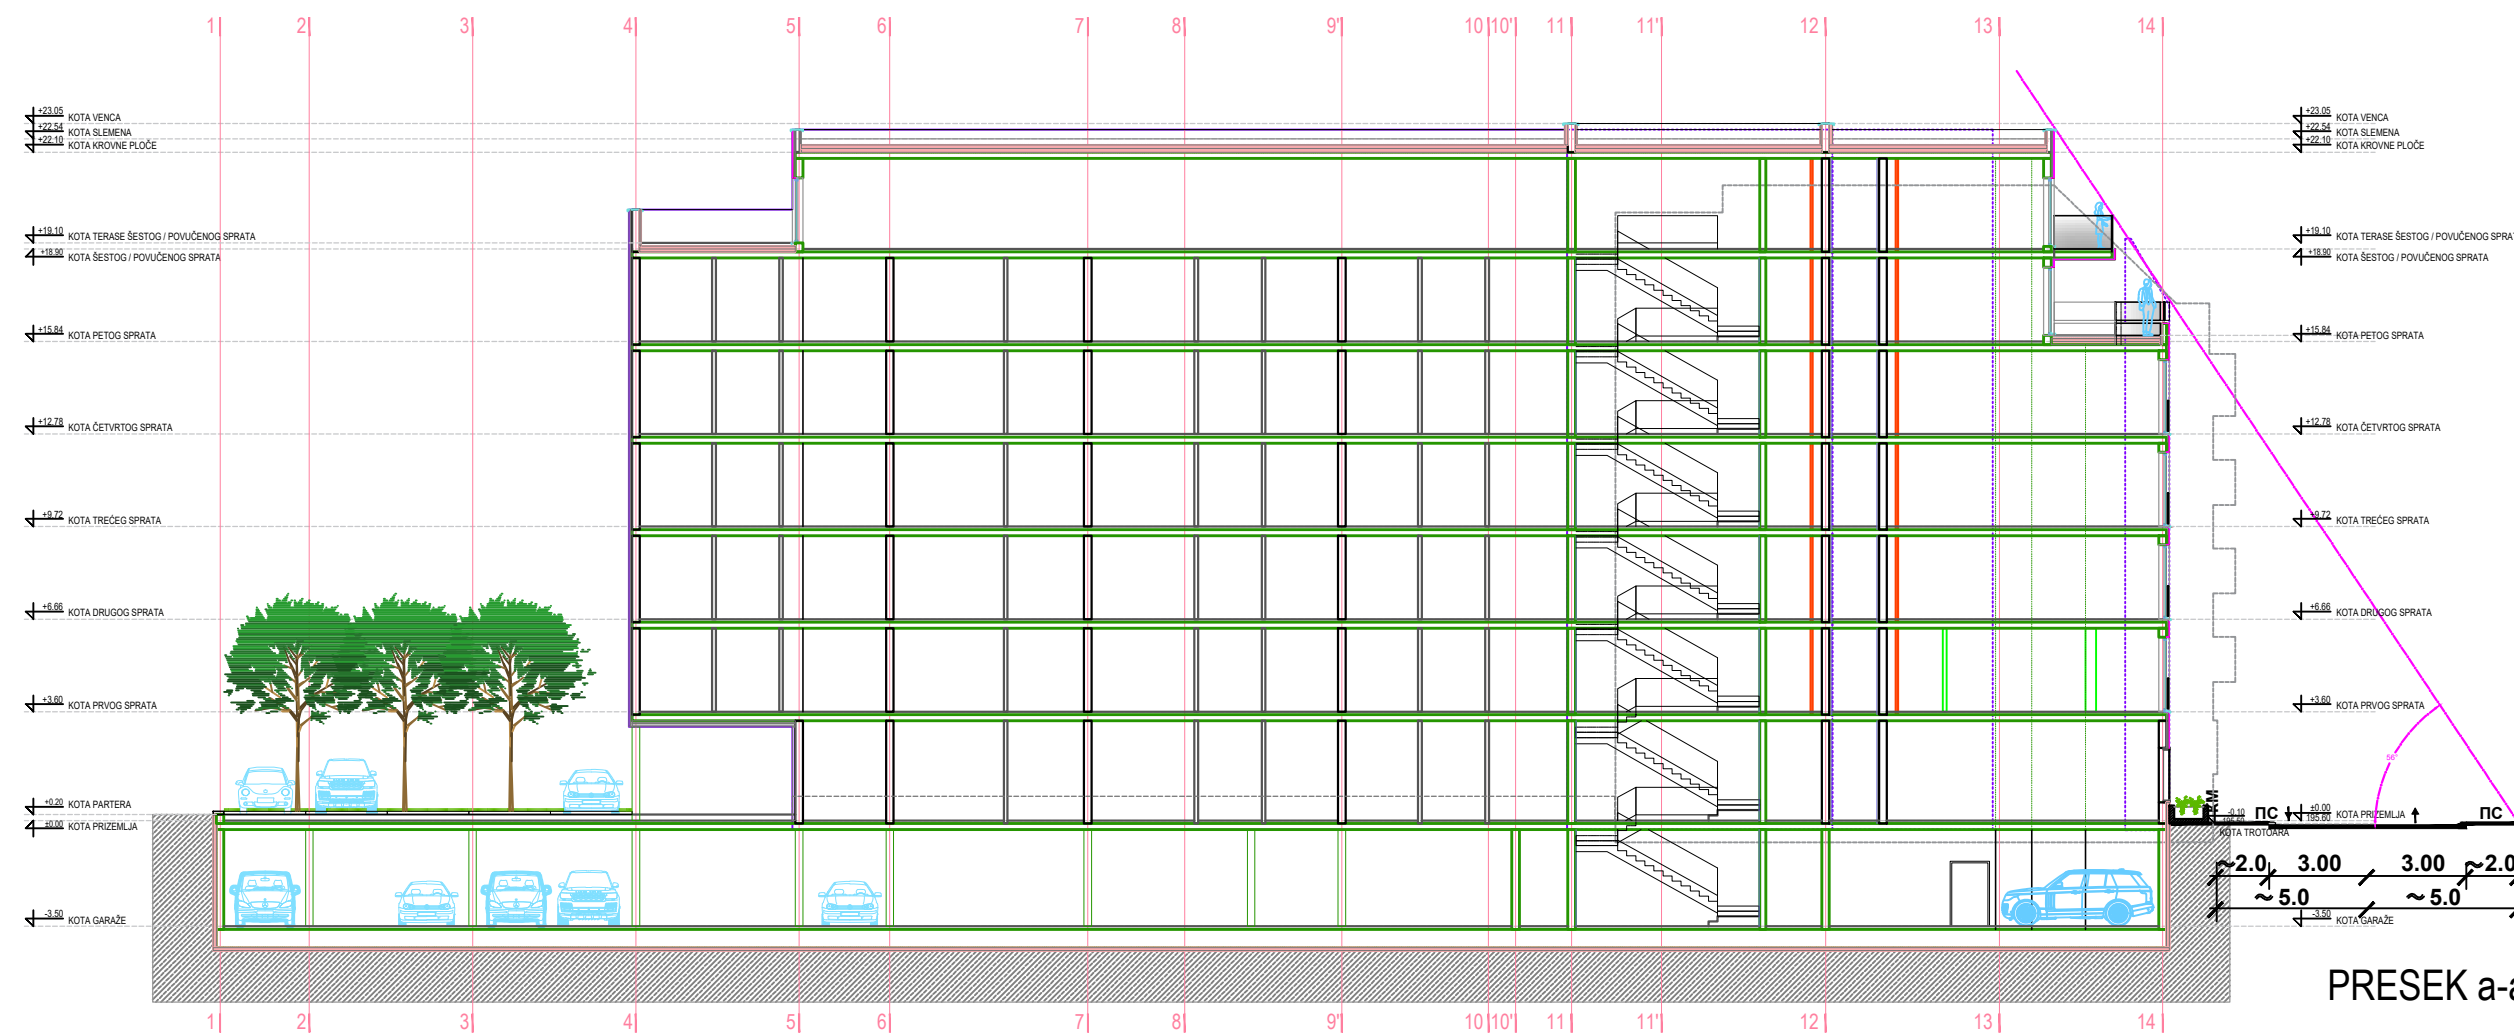 1 2 3 4 5 6 7 8 9' 10 10' 11 11' 12 13 14
+23.05 KOTA VENCA
+22.54 KOTA SLEMENA
+22.10 KOTA KROVNE PLOČE
+19.10 KOTA TERASE ŠESTOG / POVUČENOG SPRATA
+18.90 KOTA ŠESTOG / POVUČENOG SPRATA
+15.84 KOTA PETOG SPRATA
+12.78 KOTA ČETVRTOG SPRATA
+9.72 KOTA TREĆEG SPRATA
+6.66 KOTA DRUGOG SPRATA
+3.60 KOTA PRVOG SPRATA
+0.20 KOTA PARTERA
±0.00 KOTA PRIZEMLJA
-3.50 KOTA GARAŽE
+23.05 KOTA VENCA
+22.54 KOTA SLEMENA
+22.10 KOTA KROVNE PLOČE
+19.10 KOTA TERASE ŠESTOG / POVUČENOG SPRA
+18.90 KOTA ŠESTOG / POVUČENOG SPRATA
+15.84 KOTA PETOG SPRATA
+12.78 KOTA ČETVRTOG SPRATA
+9.72 KOTA TREĆEG SPRATA
+6.66 KOTA DRUGOG SPRATA
+3.60 KOTA PRVOG SPRATA
56°
-0.10 ПС ±0.00 195.60 KOTA PRIZEMLJA ПС
KOTA TROTOARA
~2.0 3.00 3.00 ~2.0
~5.0 ~5.0
-3.50 KOTA GARAŽE
PRESEK a-a
1 2 3 4 5 6 7 8 9' 10 10' 11 11' 12 13 14